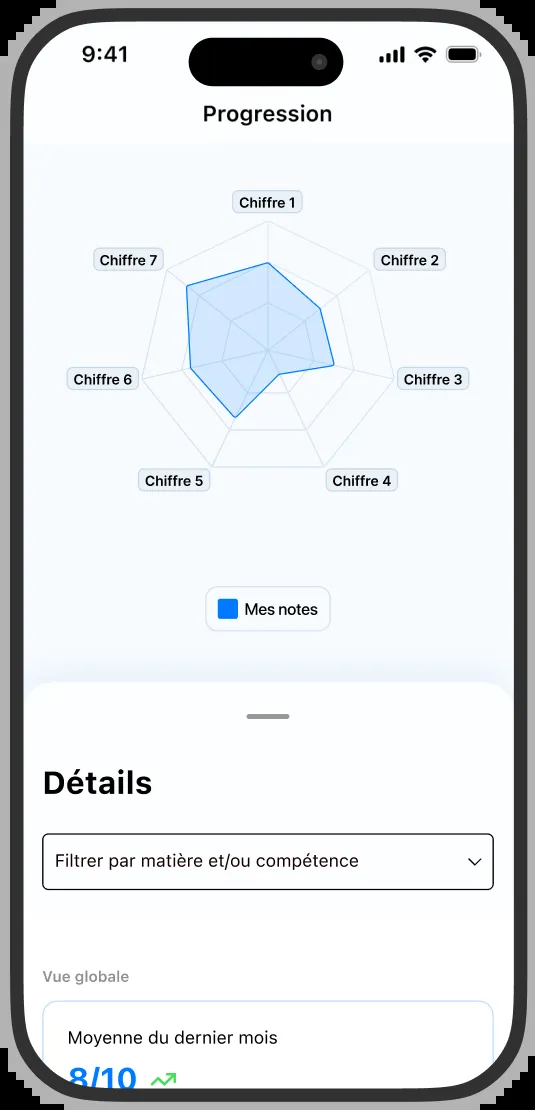 9:41
Progression
Chiffre 1
Chiffre 7
Chiffre 2
Chiffre 6
Chiffre 3
Chiffre 5
Chiffre 4
Mes notes
Détails
Filtrer par matière et/ou compétence
Vue globale
Moyenne du dernier mois
8/10